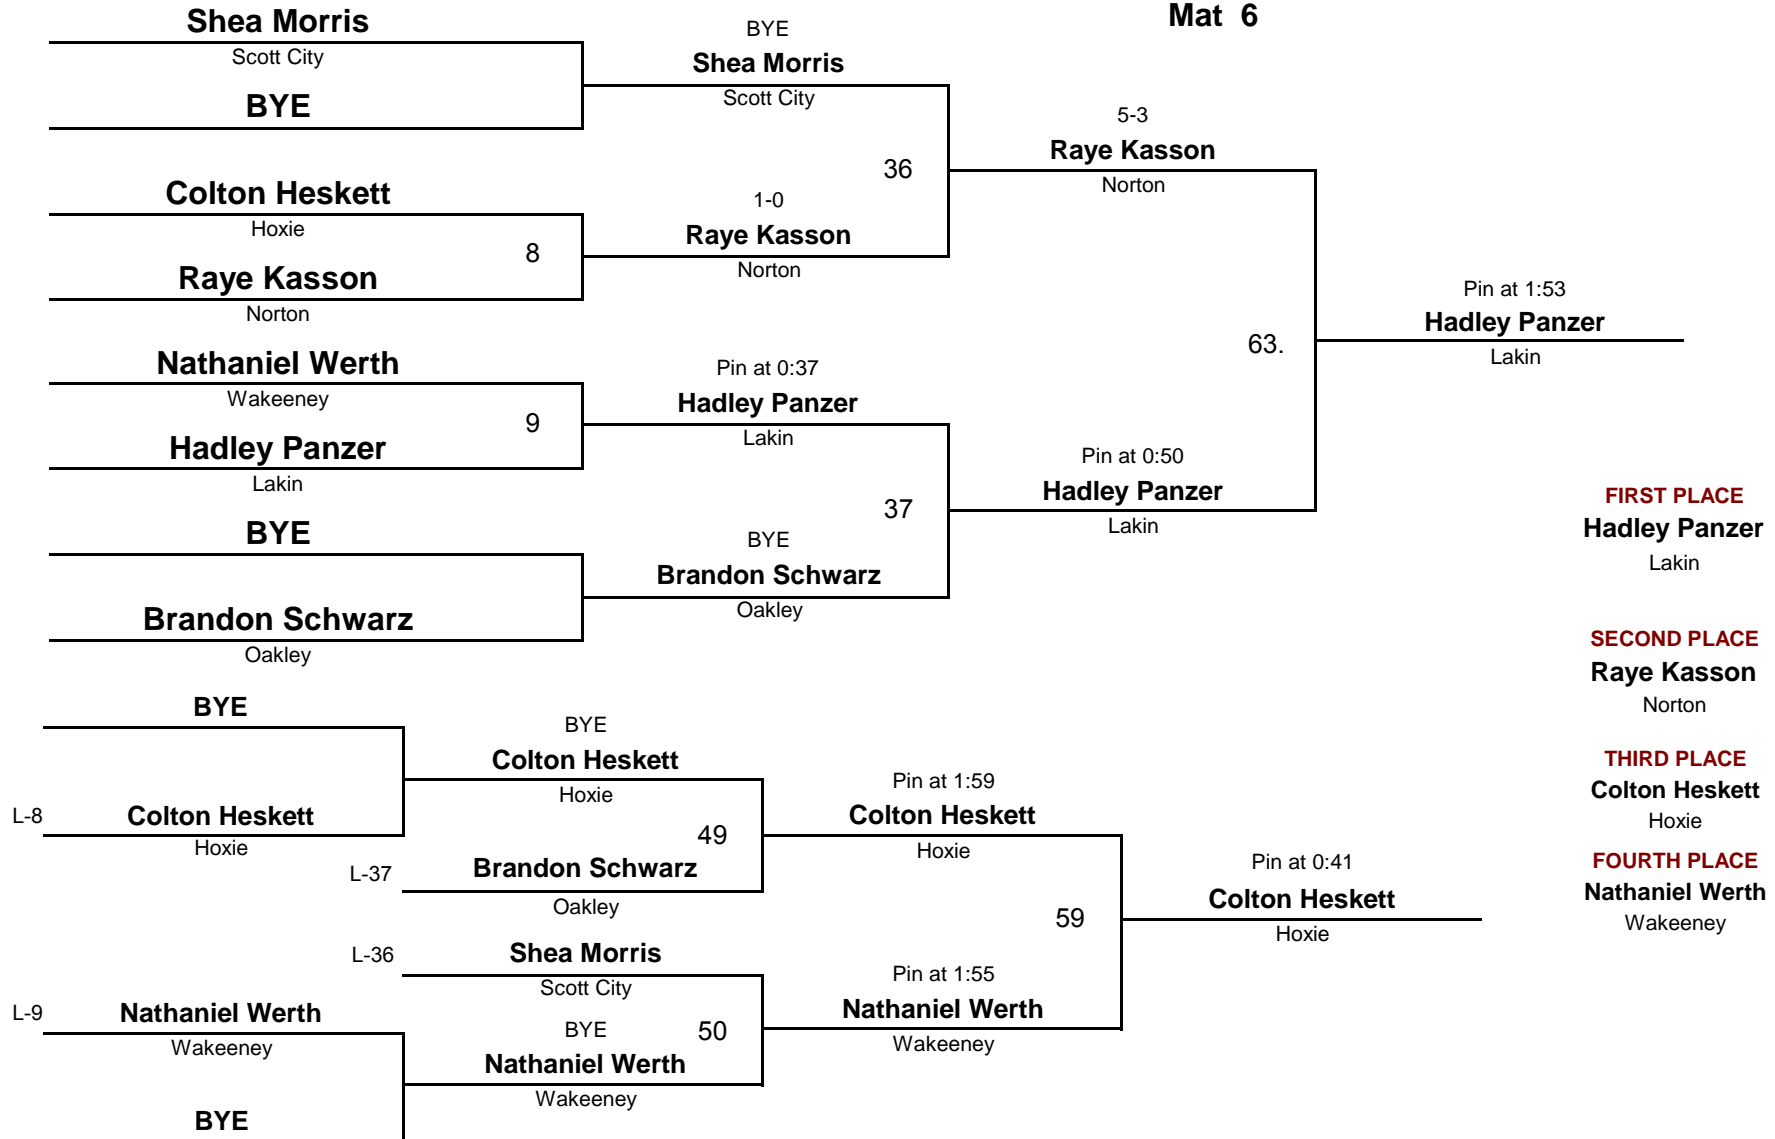 Mat 6
Shea Morris
Scott City
BYE
Colton Heskett
Hoxie
8
Raye Kasson
Norton
Nathaniel Werth
Wakeeney
9
Hadley Panzer
Lakin
BYE
Brandon Schwarz
Oakley
BYE
Shea Morris
Scott City
36
1-0
Raye Kasson
Norton
Pin at 0:37
Hadley Panzer
Lakin
37
BYE
Brandon Schwarz
Oakley
5-3
Raye Kasson
Norton
63.
Pin at 0:50
Hadley Panzer
Lakin
Pin at 1:53
Hadley Panzer
Lakin
FIRST PLACE
Hadley Panzer
Lakin
SECOND PLACE
Raye Kasson
Norton
THIRD PLACE
Colton Heskett
Hoxie
FOURTH PLACE
Nathaniel Werth
Wakeeney
BYE
L-8
Colton Heskett
Hoxie
BYE
Colton Heskett
Hoxie
49
L-37
Brandon Schwarz
Oakley
L-36
Shea Morris
Scott City
L-9
Nathaniel Werth
Wakeeney
BYE
BYE
50
Nathaniel Werth
Wakeeney
Pin at 1:59
Colton Heskett
Hoxie
59
Pin at 1:55
Nathaniel Werth
Wakeeney
Pin at 0:41
Colton Heskett
Hoxie